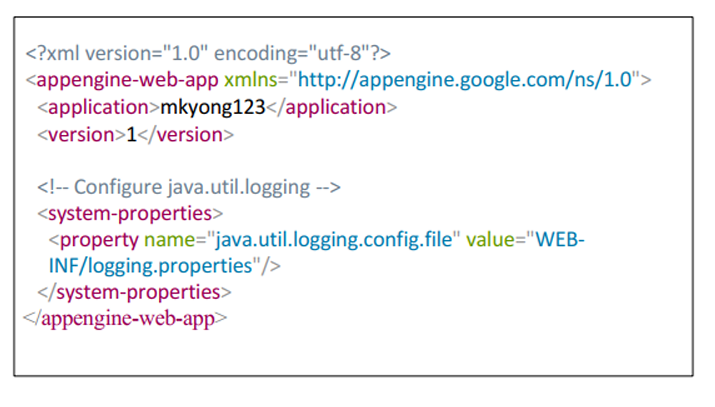 <?xml version="1.0" encoding="utf-8"?>
<appengine-web-app xmlns="http://appengine.google.com/ns/1.0">
<application>mkyong123</application>
<version>1</version>
<!-- Configure java.util.logging -->
<system-properties>
<property name="java.util.logging.config.file" value="WEB-
INF/logging.properties"/>
</system-properties>
</appengine-web-app>